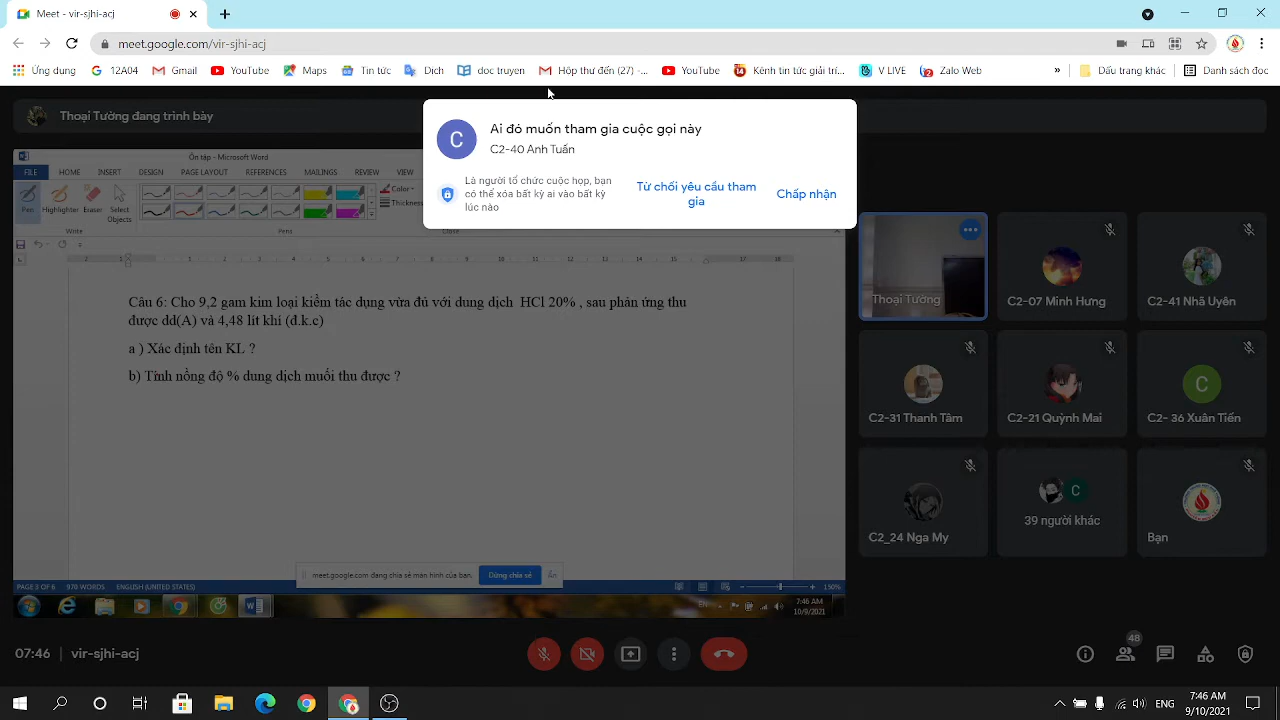 Meet - vir-sjhi-acj
meet.google.com/vir-sjhi-acj
Ứng dụng 12A04 Gmail YouTube Maps Tin tức Dịch doc truyen Hộp thư đến (27) -... YouTube Kênh tin tức giải trí... V LIVE Zalo Web » Dấu trang khác Danh sách đọc
Thoại Tường đang trình bày
Ai đó muốn tham gia cuộc gọi này
C
C2-40 Anh Tuấn
Là người tổ chức cuộc họp, bạn
có thể xóa bất kỳ ai vào bất kỳ
lúc nào
Từ chối yêu cầu tham
gia
Chấp nhận
Ôn tập - Microsoft Word
FILE HOME INSERT DESIGN PAGE LAYOUT REFERENCES MAILINGS REVIEW VIEW
Pen Highlighter Eraser Select
Objects
Color
Thickness
Write Pens Close
Câu 6: Cho 9,2 gam kim loại kiềm tác dụng vừa đủ với dung dịch HCl 20% , sau phản ứng thu
được dd(A) và 4,48 lít khí (đ.k.c)
a ) Xác định tên KL ?
b) Tính nồng độ % dung dịch muối thu được ?
meet.google.com đang chia sẻ màn hình của bạn. Dừng chia sẻ Ẩn
PAGE 3 OF 6 970 WORDS ENGLISH (UNITED STATES) 190%
EN 7:46 AM
10/9/2021
Thoại Tường
C2-07 Minh Hưng
C2-41 Nhã Uyên
C2-31 Thanh Tâm
C2-21 Quỳnh Mai
C
C2- 36 Xuân Tiến
C2_24 Nga My
C
39 người khác
Bạn
07:46 | vir-sjhi-acj
48
ENG
7:46 AM
9/10/2021